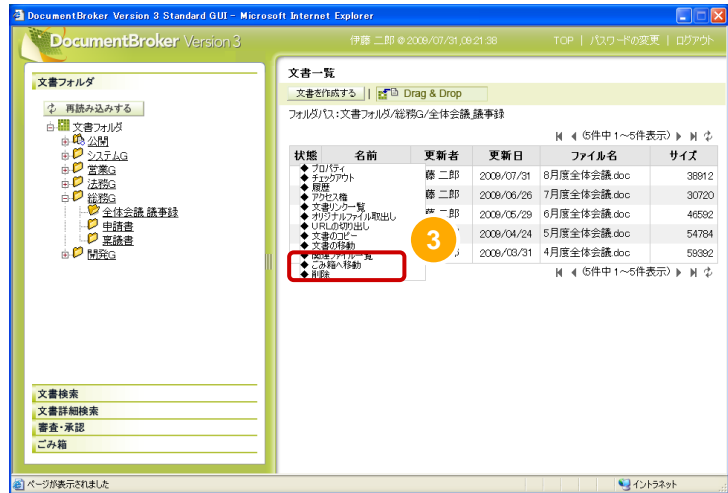 DocumentBroker Version 3 Standard GUI - Microsoft Internet Explorer
DocumentBroker Version 3
伊藤 二郎 @ 2009/07/31,09:21:38
TOP | パスワードの変更 | ログアウト
文書フォルダ
再読み込みする
文書フォルダ
公開
システムG
営業G
法務G
総務G
全体会議 議事録
申請書
稟議書
開発G
文書検索
文書詳細検索
審査・承認
ごみ箱
文書一覧
文書を作成する | Drag & Drop
フォルダパス:文書フォルダ/総務G/全体会議 議事録
(5件中 1～5件表示)
状態 名前 更新者 更新日 ファイル名 サイズ
藤 二郎 2009/07/31 8月度全体会議.doc 38912
藤 二郎 2009/06/26 7月度全体会議.doc 30720
藤 二郎 2009/05/29 6月度全体会議.doc 46592
2009/04/24 5月度全体会議.doc 54784
2009/03/31 4月度全体会議.doc 59392
(5件中 1～5件表示)
◆ プロパティ
◆ チェックアウト
◆ 履歴
◆ アクセス権
◆ 文書リンク一覧
◆ オリジナルファイル取出し
◆ URLの切り出し
◆ 文書のコピー
◆ 文書の移動
◆ 関連ファイル一覧
◆ ごみ箱へ移動
◆ 削除
3
ページが表示されました
イントラネット